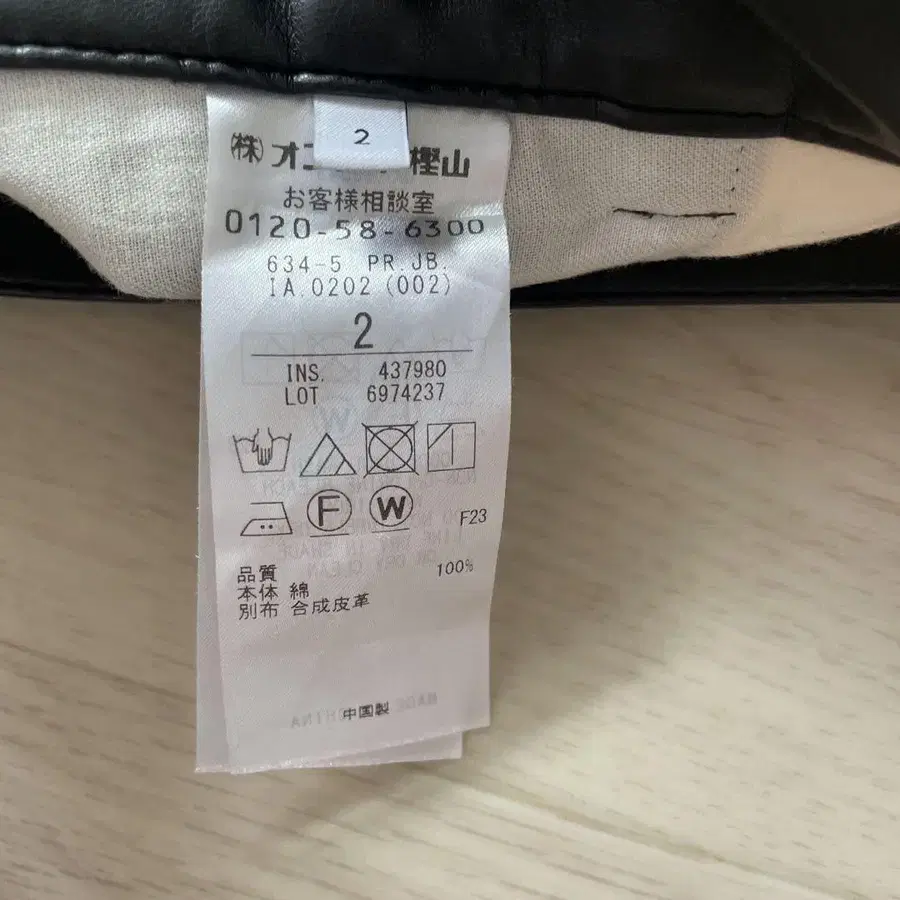 2
㈱ オ 樫山
お客様相談室
0120-58-6300
634-5 PR.JB.
IA.0202 (002)
2
INS. 437980
LOT 6974237
F W
F23
品質 100%
本体 綿
別布 合成皮革
中国製